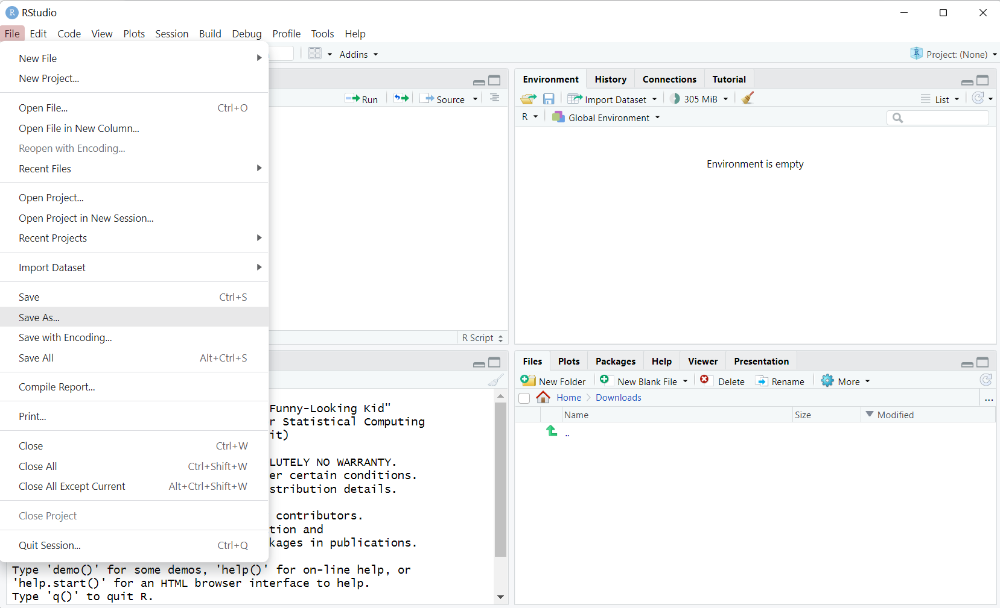 R RStudio
File Edit Code View Plots Session Build Debug Profile Tools Help
Addins
R Project: (None)
New File
New Project...
Open File... Ctrl+O
Open File in New Column...
Reopen with Encoding...
Recent Files
Open Project...
Open Project in New Session...
Recent Projects
Import Dataset
Save Ctrl+S
Save As...
Save with Encoding...
Save All Alt+Ctrl+S
Compile Report...
Print...
Close Ctrl+W
Close All Ctrl+Shift+W
Close All Except Current Alt+Ctrl+Shift+W
Close Project
Quit Session... Ctrl+Q
Run Source
R Script
Environment History Connections Tutorial
Import Dataset 305 MiB List
R Global Environment
Environment is empty
Funny-Looking Kid"
r Statistical Computing
it)
LUTELY NO WARRANTY.
er certain conditions.
stribution details.
contributors.
tion and
kages in publications.
Type 'demo()' for some demos, 'help()' for on-line help, or
'help.start()' for an HTML browser interface to help.
Type 'q()' to quit R.
Files Plots Packages Help Viewer Presentation
New Folder New Blank File Delete Rename More
Home Downloads ...
Name Size Modified
..